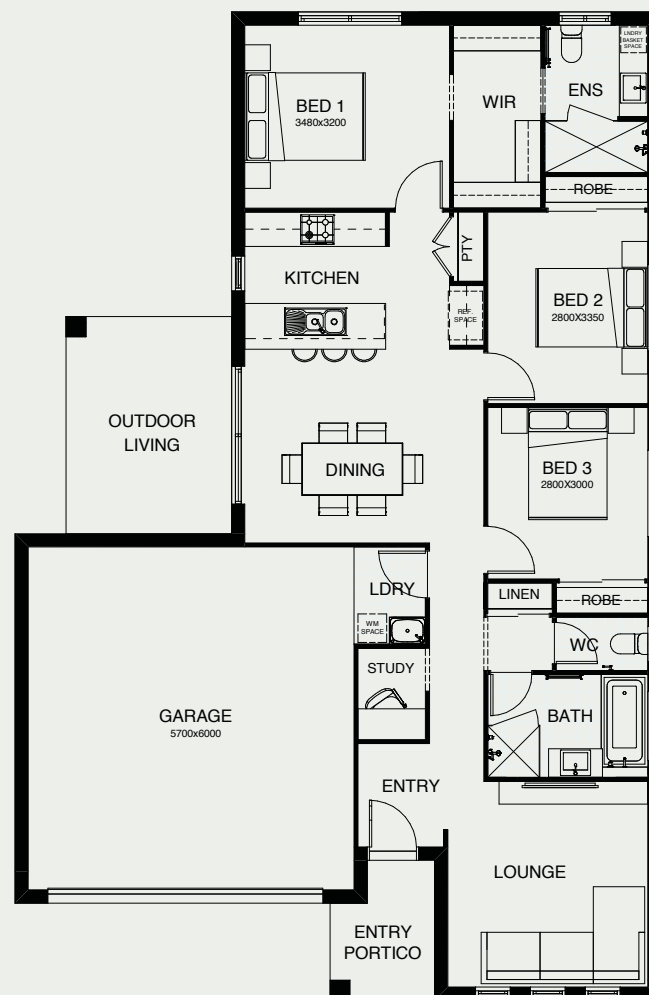 BED 1
3480x3200
WIR
ENS
LNDRY
BASKET
SPACE
ROBE
KITCHEN
PTY
REF.
SPACE
BED 2
2800X3350
OUTDOOR
LIVING
DINING
BED 3
2800X3000
LDRY
LINEN
ROBE
WM
SPACE
WC
STUDY
GARAGE
5700x6000
BATH
ENTRY
LOUNGE
ENTRY
PORTICO